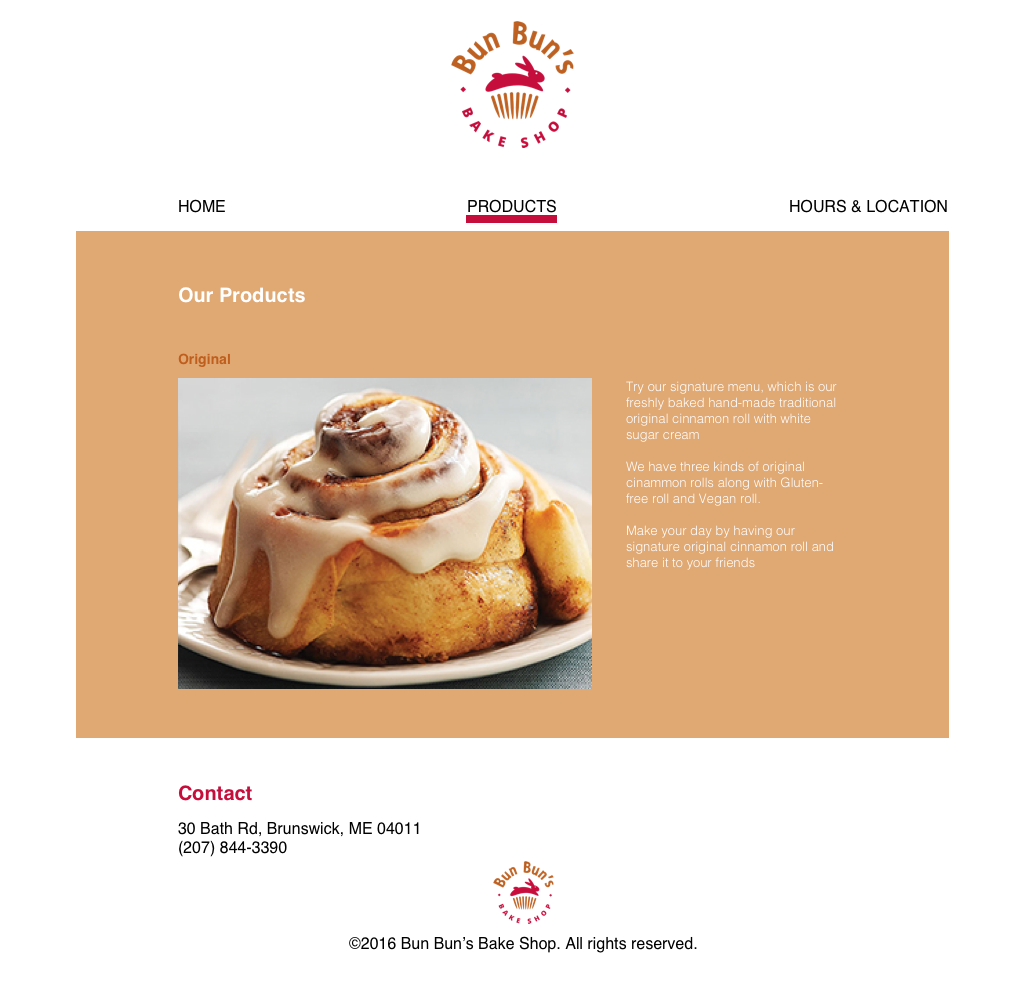 Bun Bun's
BAKE SHOP
HOME
PRODUCTS
HOURS & LOCATION
Our Products
Original
Try our signature menu, which is our
freshly baked hand-made traditional
original cinnamon roll with white
sugar cream
We have three kinds of original
cinammon rolls along with Gluten-
free roll and Vegan roll.
Make your day by having our
signature original cinnamon roll and
share it to your friends
Contact
30 Bath Rd, Brunswick, ME 04011
(207) 844-3390
Bun Bun's
BAKE SHOP
©2016 Bun Bun’s Bake Shop. All rights reserved.